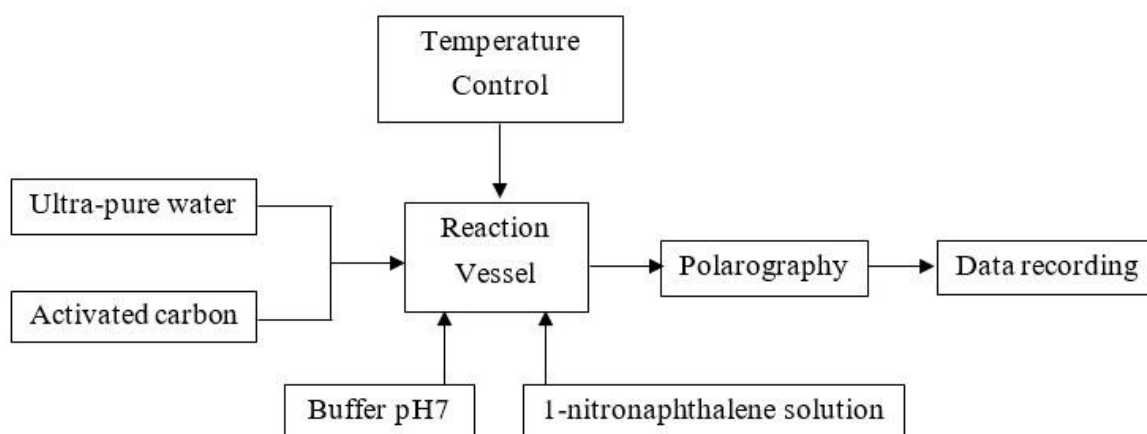 Temperature
Control
Ultra-pure water
Reaction
Vessel
Polarography
Data recording
Activated carbon
Buffer pH7
1-nitronaphthalene solution